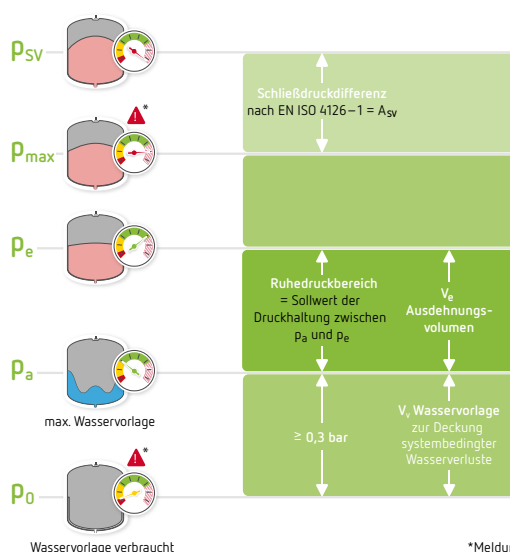 pSV
Schließdruckdifferenz
nach EN ISO 4126–1 = ASV
*
pmax
pe
Ruhedruckbereich
= Sollwert der
Druckhaltung zwischen
pa und pe
Ve
Ausdehnungs-
volumen
pa
max. Wasservorlage
≥ 0,3 bar
Vv Wasservorlage
zur Deckung
systembedingter
Wasserverluste
*
p0
Wasservorlage verbraucht